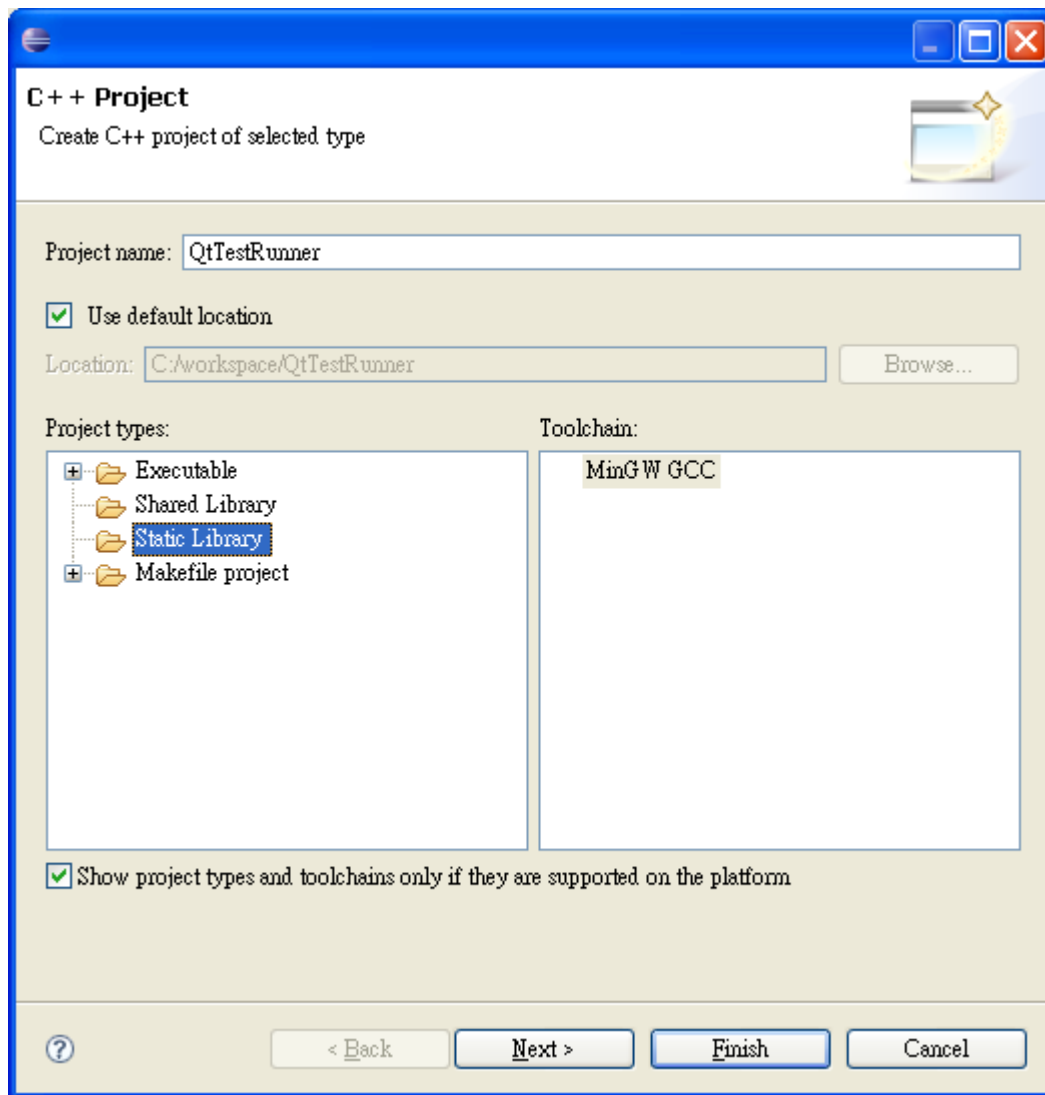 C++ Project
Create C++ project of selected type
Project name: QtTestRunner
Use default location
Location: C:/workspace/QtTestRunner Browse...
Project types: Toolchain:
Executable MinGW GCC
Shared Library
Static Library
Makefile project
Show project types and toolchains only if they are supported on the platform
? < Back Next > Finish Cancel